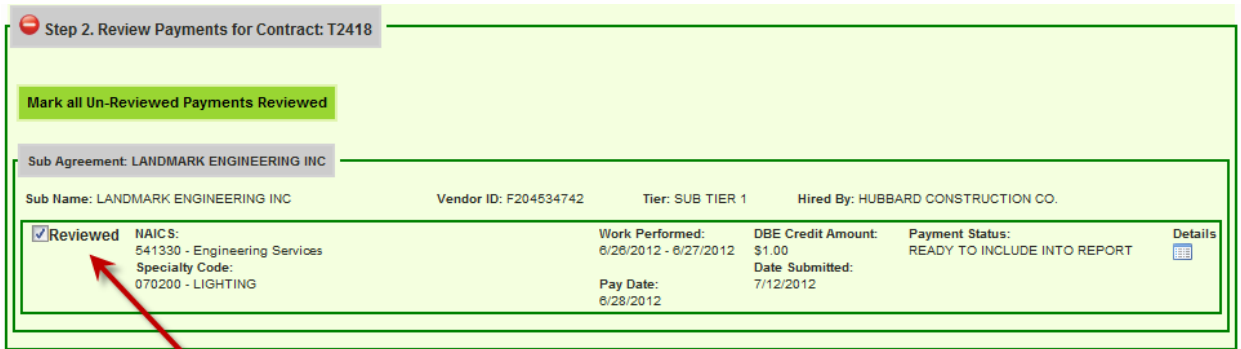 Step 2. Review Payments for Contract: T2418
Mark all Un-Reviewed Payments Reviewed
Sub Agreement: LANDMARK ENGINEERING INC
Sub Name: LANDMARK ENGINEERING INC Vendor ID: F204534742 Tier: SUB TIER 1 Hired By: HUBBARD CONSTRUCTION CO.
Reviewed NAICS: Work Performed: DBE Credit Amount: Payment Status: Details
541330 - Engineering Services 6/26/2012 - 6/27/2012 $1.00 READY TO INCLUDE INTO REPORT
Specialty Code: Date Submitted:
070200 - LIGHTING Pay Date: 7/12/2012
6/28/2012